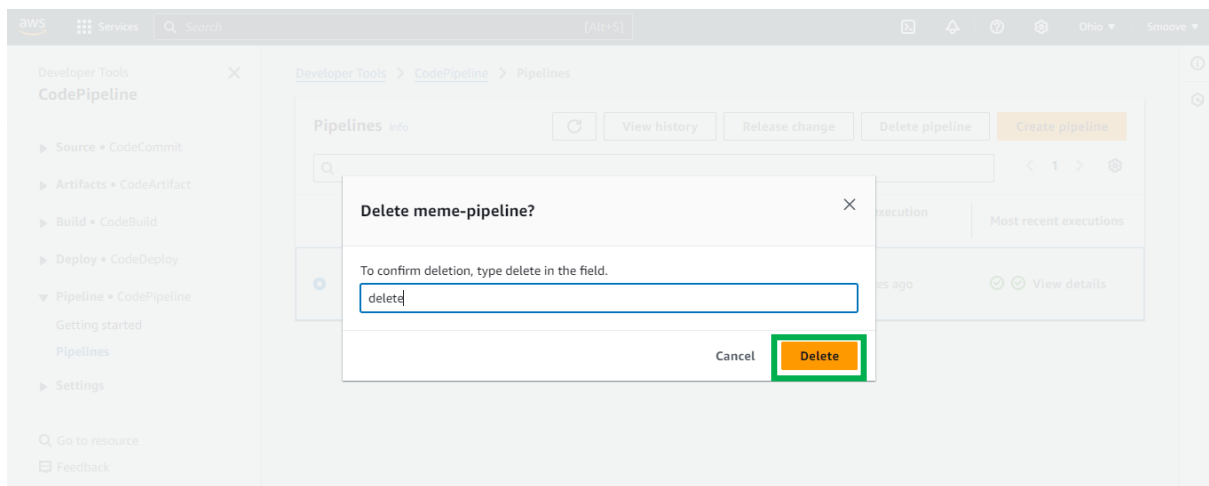 aws Services Search [Alt+S] Ohio Smoove
Developer Tools
CodePipeline
Source • CodeCommit
Artifacts • CodeArtifact
Build • CodeBuild
Deploy • CodeDeploy
Pipeline • CodePipeline
Getting started
Pipelines
Settings
Go to resource
Feedback
Developer Tools > CodePipeline > Pipelines
Pipelines Info View history Release change Delete pipeline Create pipeline
< 1 >
execution
Most recent executions
ago View details
Delete meme-pipeline?
To confirm deletion, type delete in the field.
delete
Cancel Delete